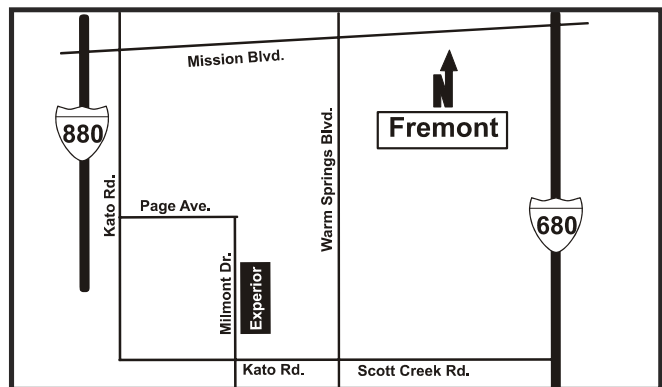 Mission Blvd.
N
880
Fremont
Kato Rd.
Warm Springs Blvd.
Page Ave.
680
Milmont Dr.
Experior
Kato Rd.
Scott Creek Rd.